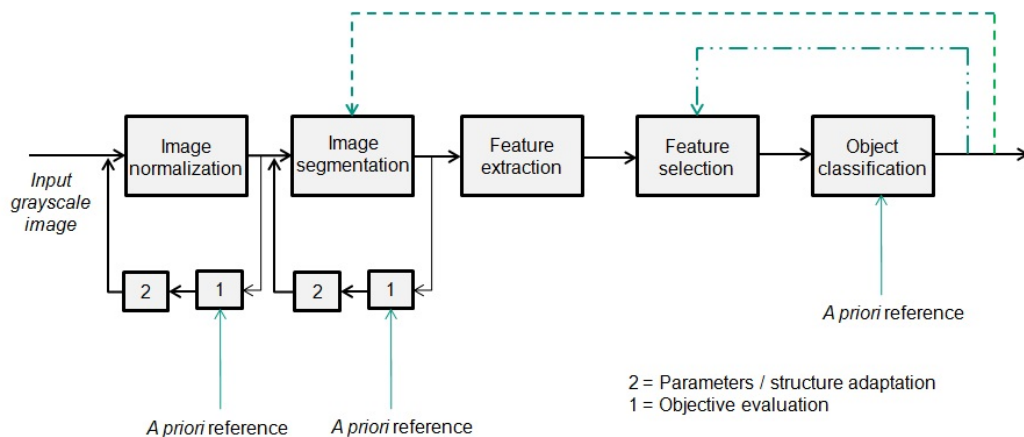 Image
normalization
Image
segmentation
Feature
extraction
Feature
selection
Object
classification
Input
grayscale
image
2
1
2
1
A priori reference
2 = Parameters / structure adaptation
1 = Objective evaluation
A priori reference
A priori reference